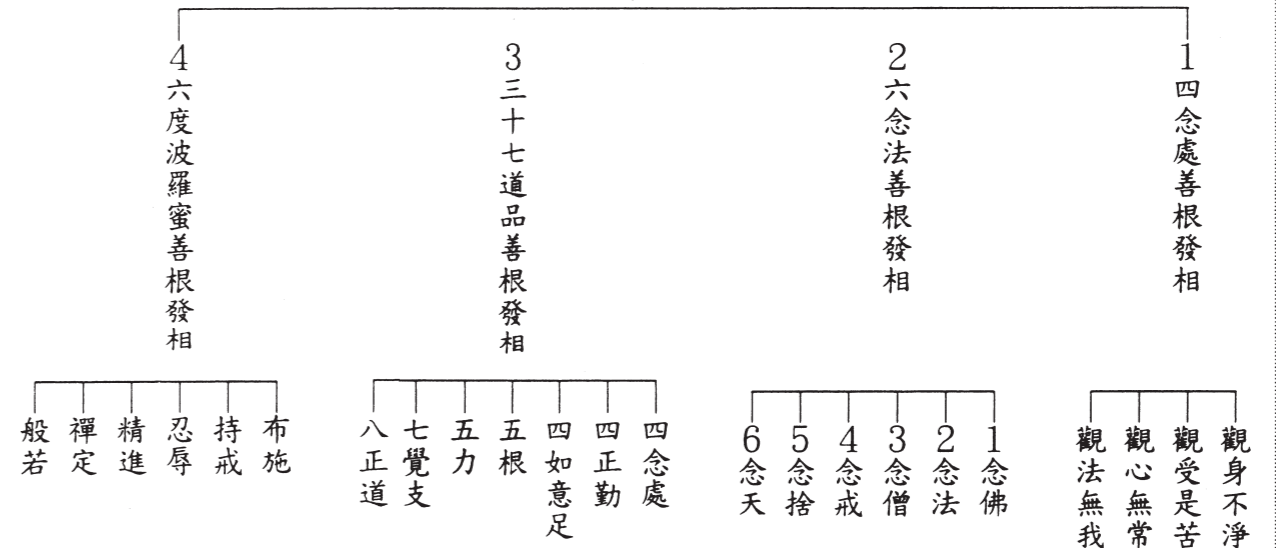 1四念處善根發相
觀身不淨
觀受是苦
觀心無常
觀法無我
2六念法善根發相
1念佛
2念法
3念僧
4念戒
5念捨
6念天
3三十七道品善根發相
四念處
四正勤
四如意足
五根
五力
七覺支
八正道
4六度波羅蜜善根發相
布施
持戒
忍辱
精進
禪定
般若